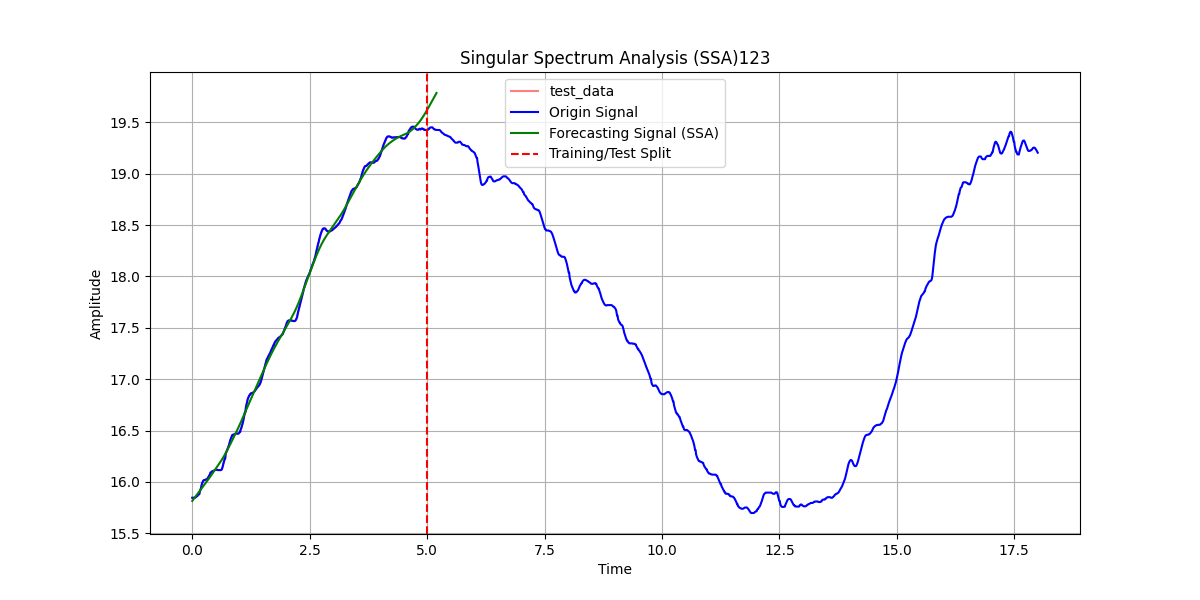 Singular Spectrum Analysis (SSA)123
test_data
Origin Signal
Forecasting Signal (SSA)
Training/Test Split
Amplitude
19.5
19.0
18.5
18.0
17.5
17.0
16.5
16.0
15.5
0.0 2.5 5.0 7.5 10.0 12.5 15.0 17.5
Time